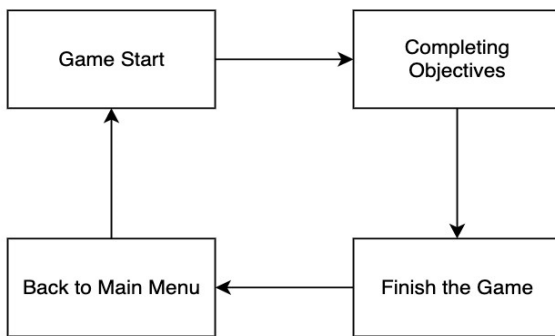 Game Start
Completing
Objectives
Back to Main Menu
Finish the Game